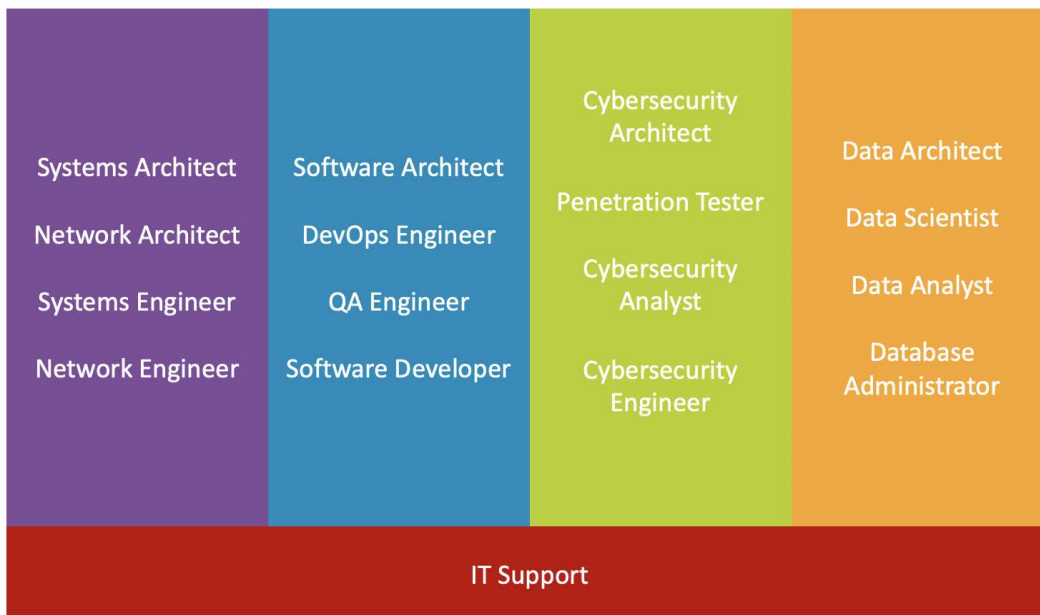 Systems Architect
Network Architect
Systems Engineer
Network Engineer
Software Architect
DevOps Engineer
QA Engineer
Software Developer
Cybersecurity
Architect
Penetration Tester
Cybersecurity
Analyst
Cybersecurity
Engineer
Data Architect
Data Scientist
Data Analyst
Database
Administrator
IT Support